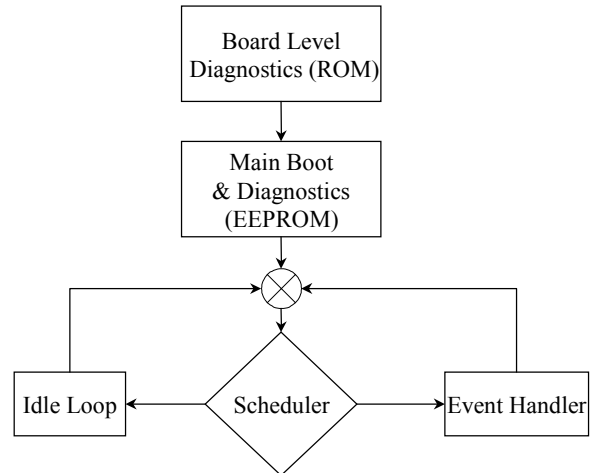 Board Level
Diagnostics (ROM)
Main Boot
& Diagnostics
(EEPROM)
Idle Loop
Scheduler
Event Handler